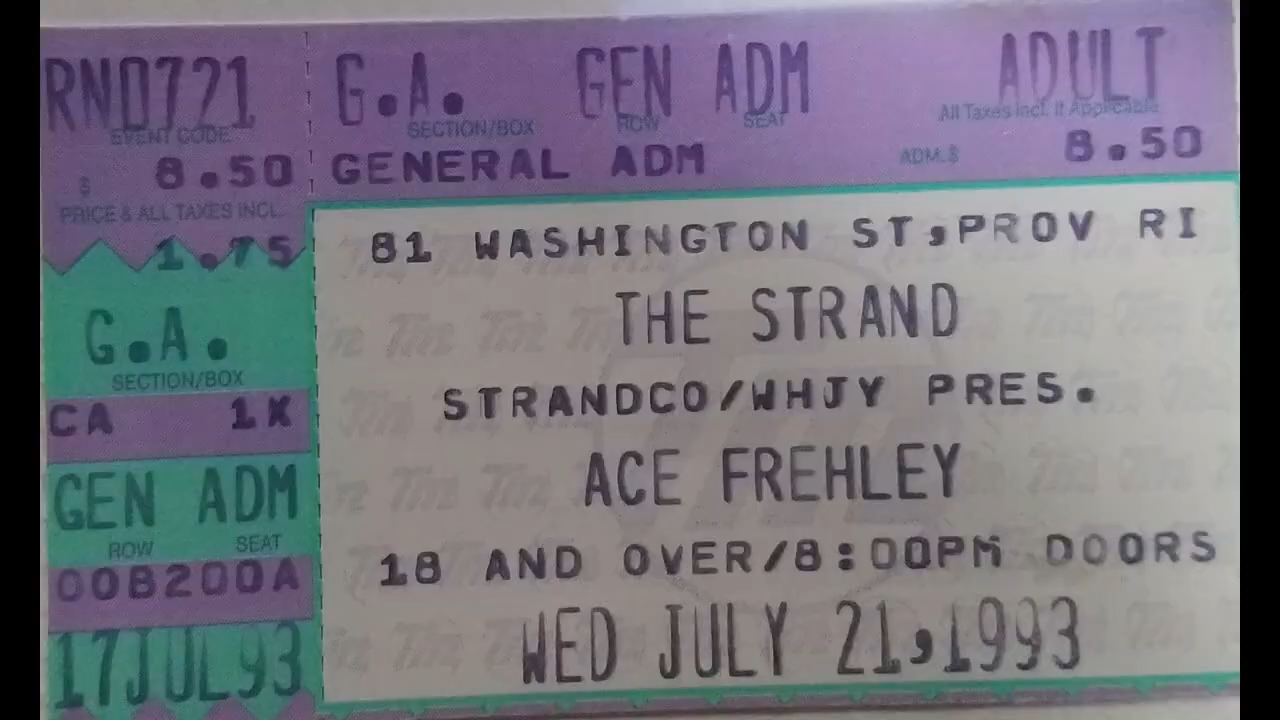 RN0721 G.A. GEN ADM ADULT
EVENT CODE SECTION/BOX ROW SEAT All Taxes Incl. If Applicable
$ 8.50 GENERAL ADM ADM.$ 8.50
PRICE & ALL TAXES INCL.
1.75
G.A.
SECTION/BOX
CA 1X
GEN ADM
ROW SEAT
00B200A
17JUL93
81 WASHINGTON ST,PROV RI
THE STRAND
STRANDCO/WHJY PRES.
ACE FREHLEY
18 AND OVER/8:00PM DOORS
WED JULY 21,1993